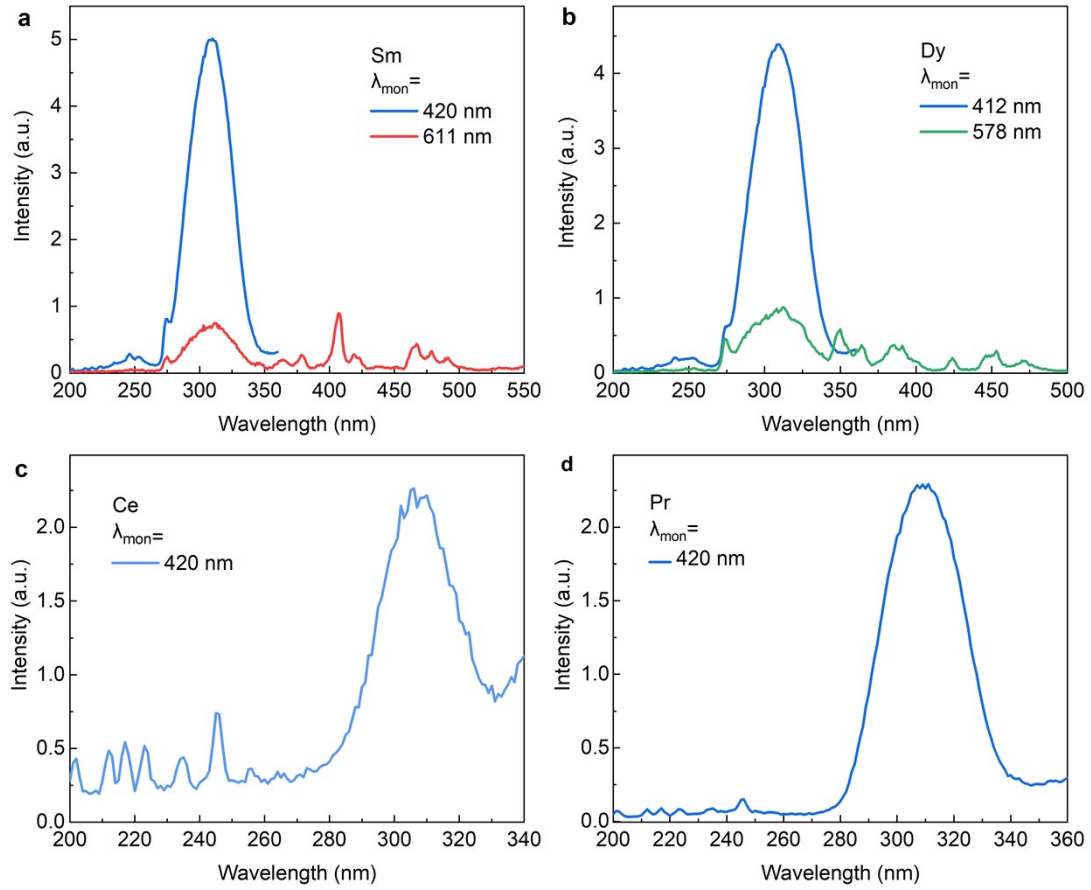 a
Sm
λmon=
420 nm
611 nm
Intensity (a.u.)
5
4
3
2
1
0
200 250 300 350 400 450 500 550
Wavelength (nm)
b
Dy
λmon=
412 nm
578 nm
Intensity (a.u.)
4
3
2
1
0
200 250 300 350 400 450 500
Wavelength (nm)
c
Ce
λmon=
420 nm
Intensity (a.u.)
2.0
1.5
1.0
0.5
0.0
200 220 240 260 280 300 320 340
Wavelength (nm)
d
Pr
λmon=
420 nm
Intensity (a.u.)
2.0
1.5
1.0
0.5
0.0
200 220 240 260 280 300 320 340 360
Wavelength (nm)